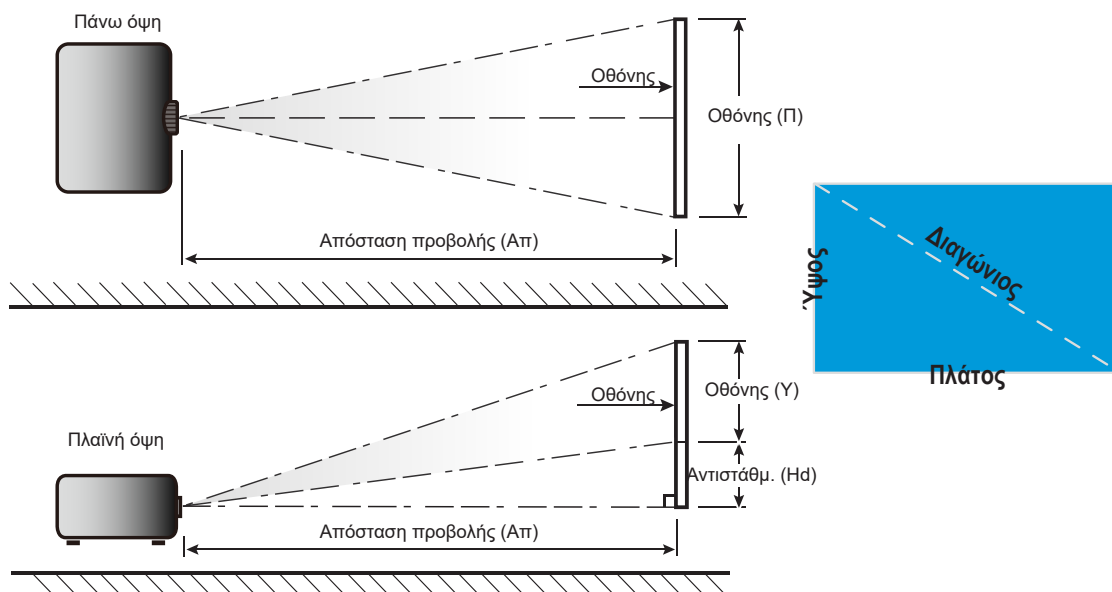 Πάνω όψη
Οθόνης
Οθόνης (Π)
Απόσταση προβολής (Απ)
Ύψος
Διαγώνιος
Πλάτος
Οθόνης
Οθόνης (Υ)
Πλαϊνή όψη
Αντιστάθμ. (Hd)
Απόσταση προβολής (Απ)